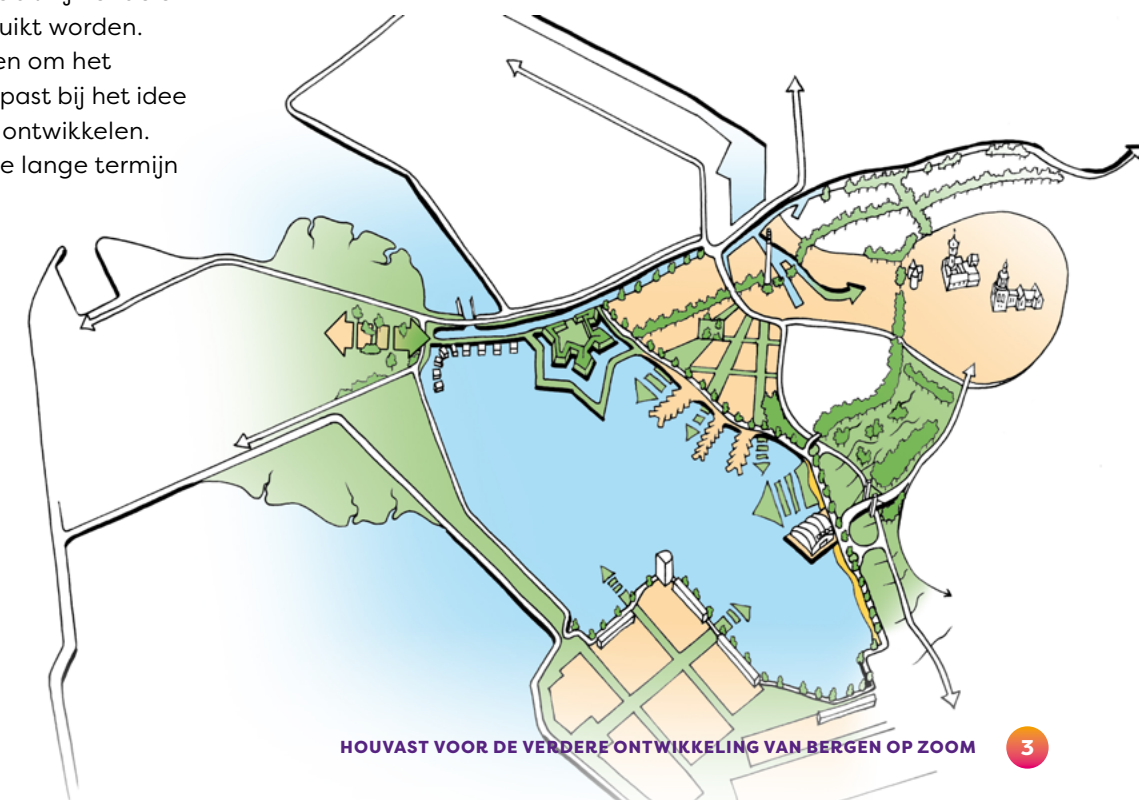 uikt worden.
en om het
past bij het idee
ontwikkelen.
e lange termijn
HOUVAST VOOR DE VERDERE ONTWIKKELING VAN BERGEN OP ZOOM 3